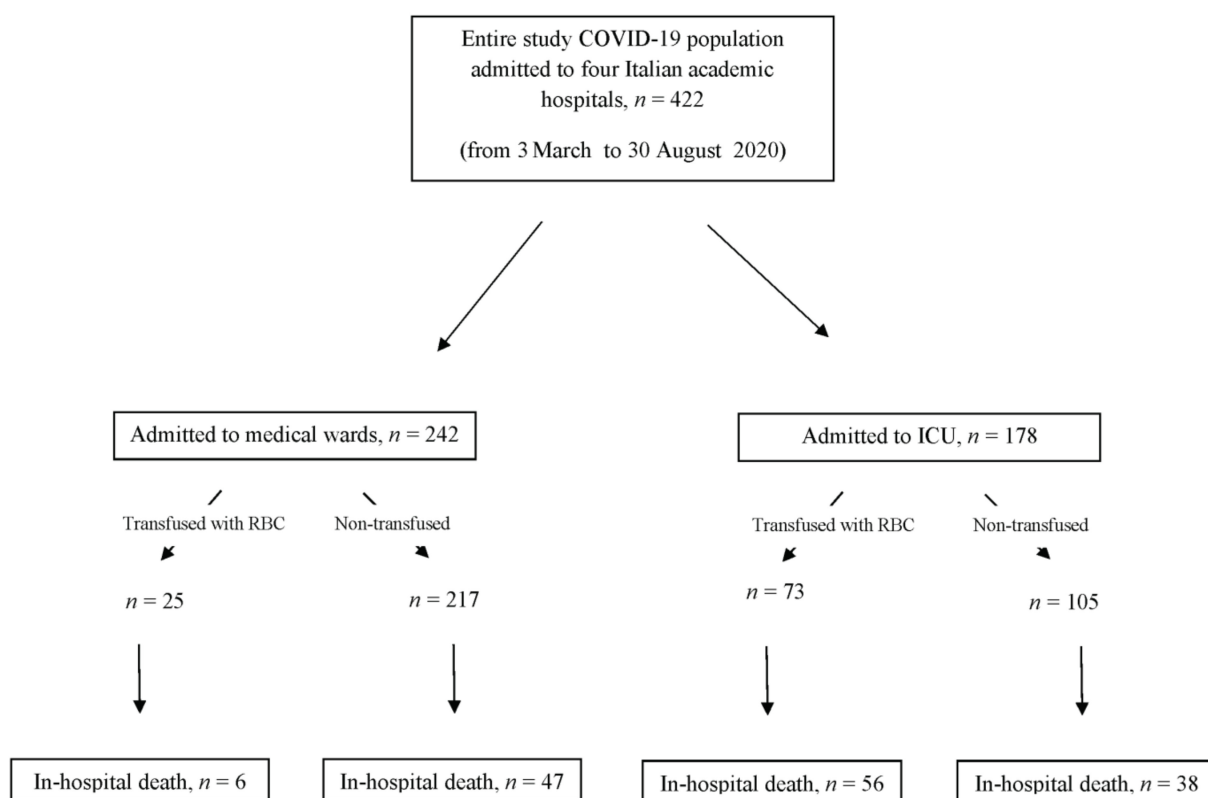 Entire study COVID-19 population
admitted to four Italian academic
hospitals, n = 422
(from 3 March to 30 August 2020)
Admitted to medical wards, n = 242
Admitted to ICU, n = 178
Transfused with RBC
Non-transfused
Transfused with RBC
Non-transfused
n = 25
n = 217
n = 73
n = 105
In-hospital death, n = 6
In-hospital death, n = 47
In-hospital death, n = 56
In-hospital death, n = 38